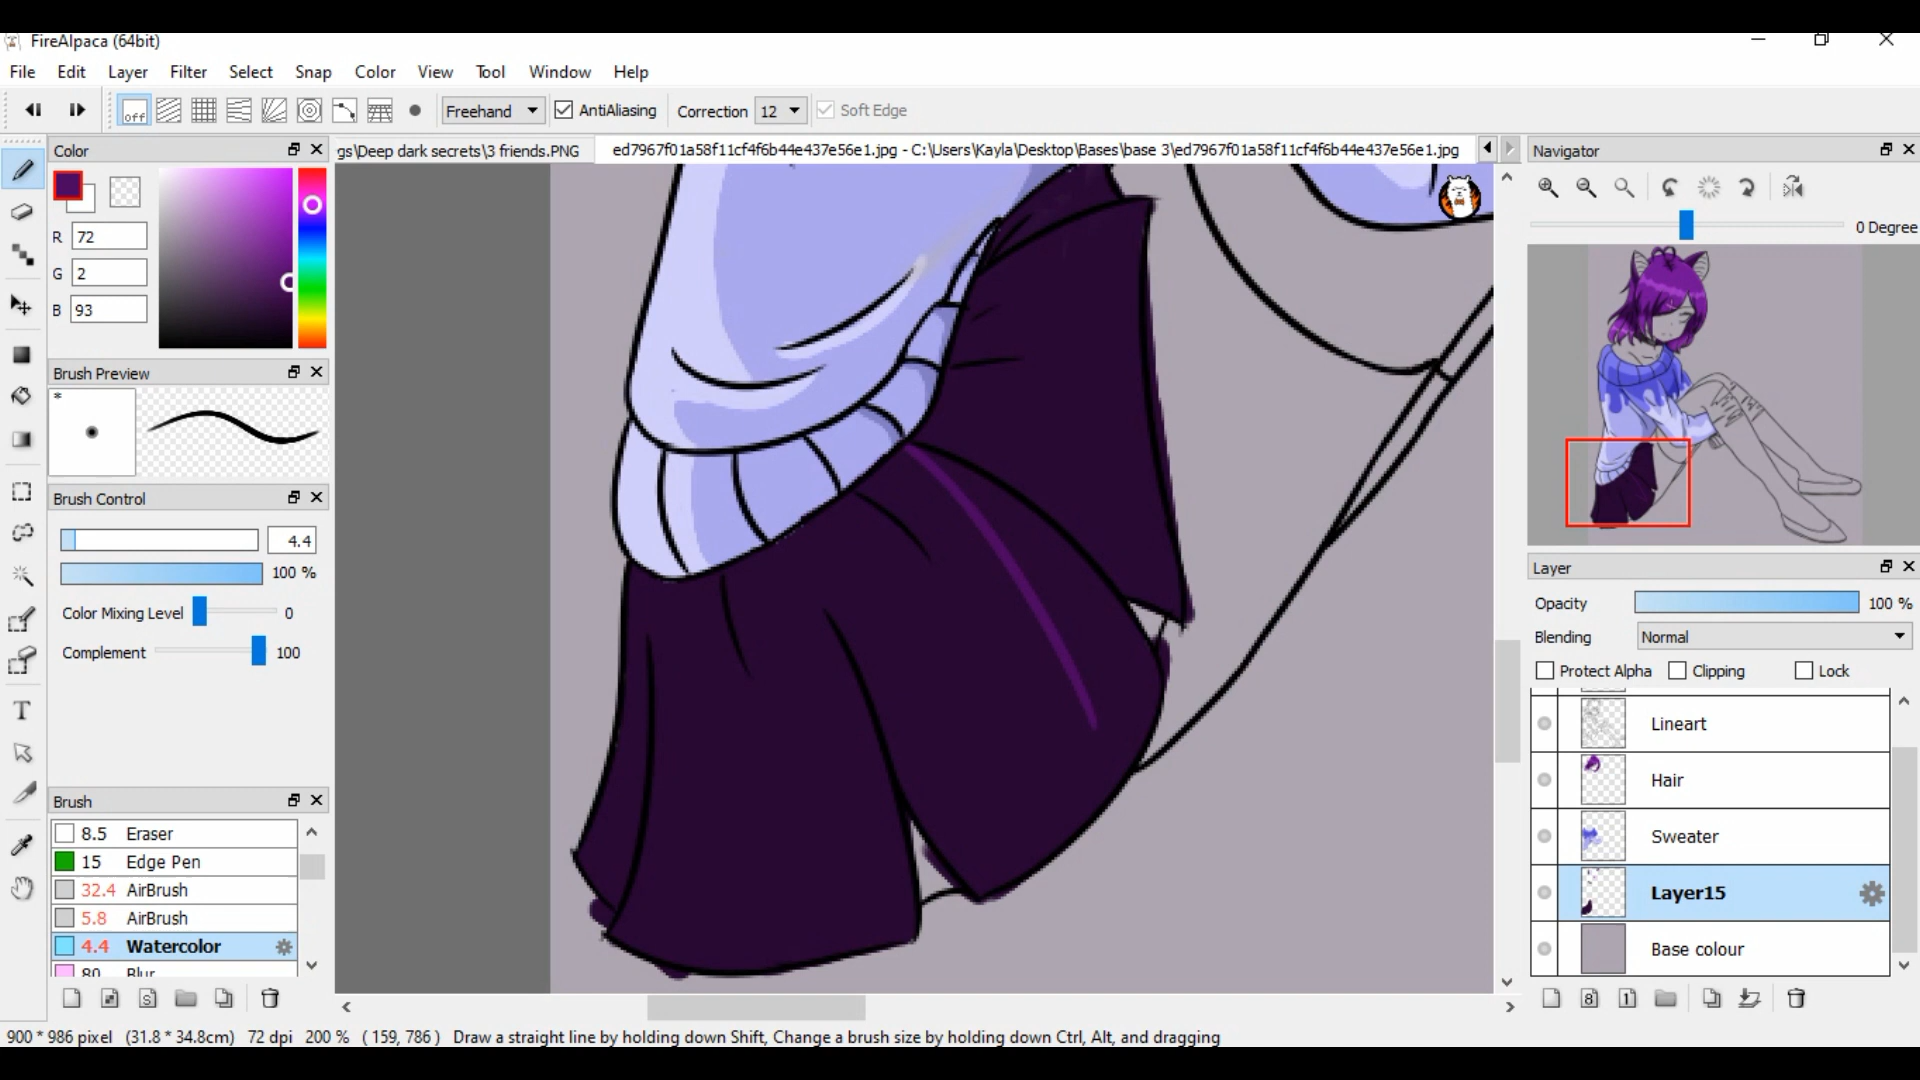 FireAlpaca (64bit)
File Edit Layer Filter Select Snap Color View Tool Window Help
off Freehand AntiAliasing Correction 12 Soft Edge
Color
gs\Deep dark secrets\3 friends.PNG ed7967f01a58f11cf4f6b44e437e56e1.jpg - C:\Users\Kayla\Desktop\Bases\base 3\ed7967f01a58f11cf4f6b44e437e56e1.jpg
R 72
G 2
B 93
Brush Preview
*
Brush Control
4.4
100 %
Color Mixing Level 0
Complement 100
Brush
8.5 Eraser
15 Edge Pen
32.4 AirBrush
5.8 AirBrush
4.4 Watercolor
80 Blur
Navigator
0 Degree
Layer
Opacity 100 %
Blending Normal
Protect Alpha Clipping Lock
Lineart
Hair
Sweater
Layer15
Base colour
S 8 1
T
900 * 986 pixel (31.8 * 34.8cm) 72 dpi 200 % ( 159, 786 ) Draw a straight line by holding down Shift, Change a brush size by holding down Ctrl, Alt, and dragging